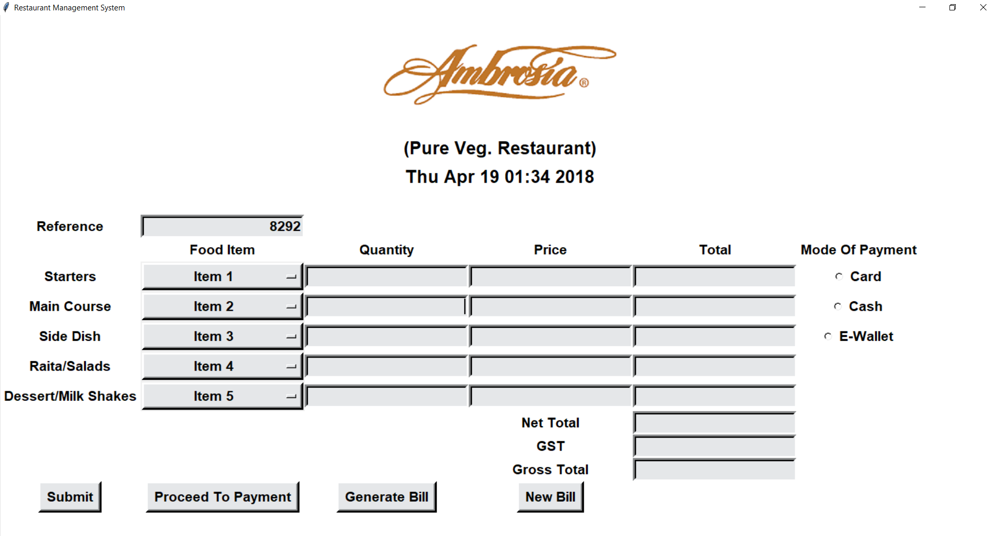 Restaurant Management System
Ambrosia®
(Pure Veg. Restaurant)
Thu Apr 19 01:34 2018
Reference 8292
Food Item Quantity Price Total Mode Of Payment
Starters Item 1 Card
Main Course Item 2 Cash
Side Dish Item 3 E-Wallet
Raita/Salads Item 4
Dessert/Milk Shakes Item 5
Net Total
GST
Gross Total
Submit Proceed To Payment Generate Bill New Bill